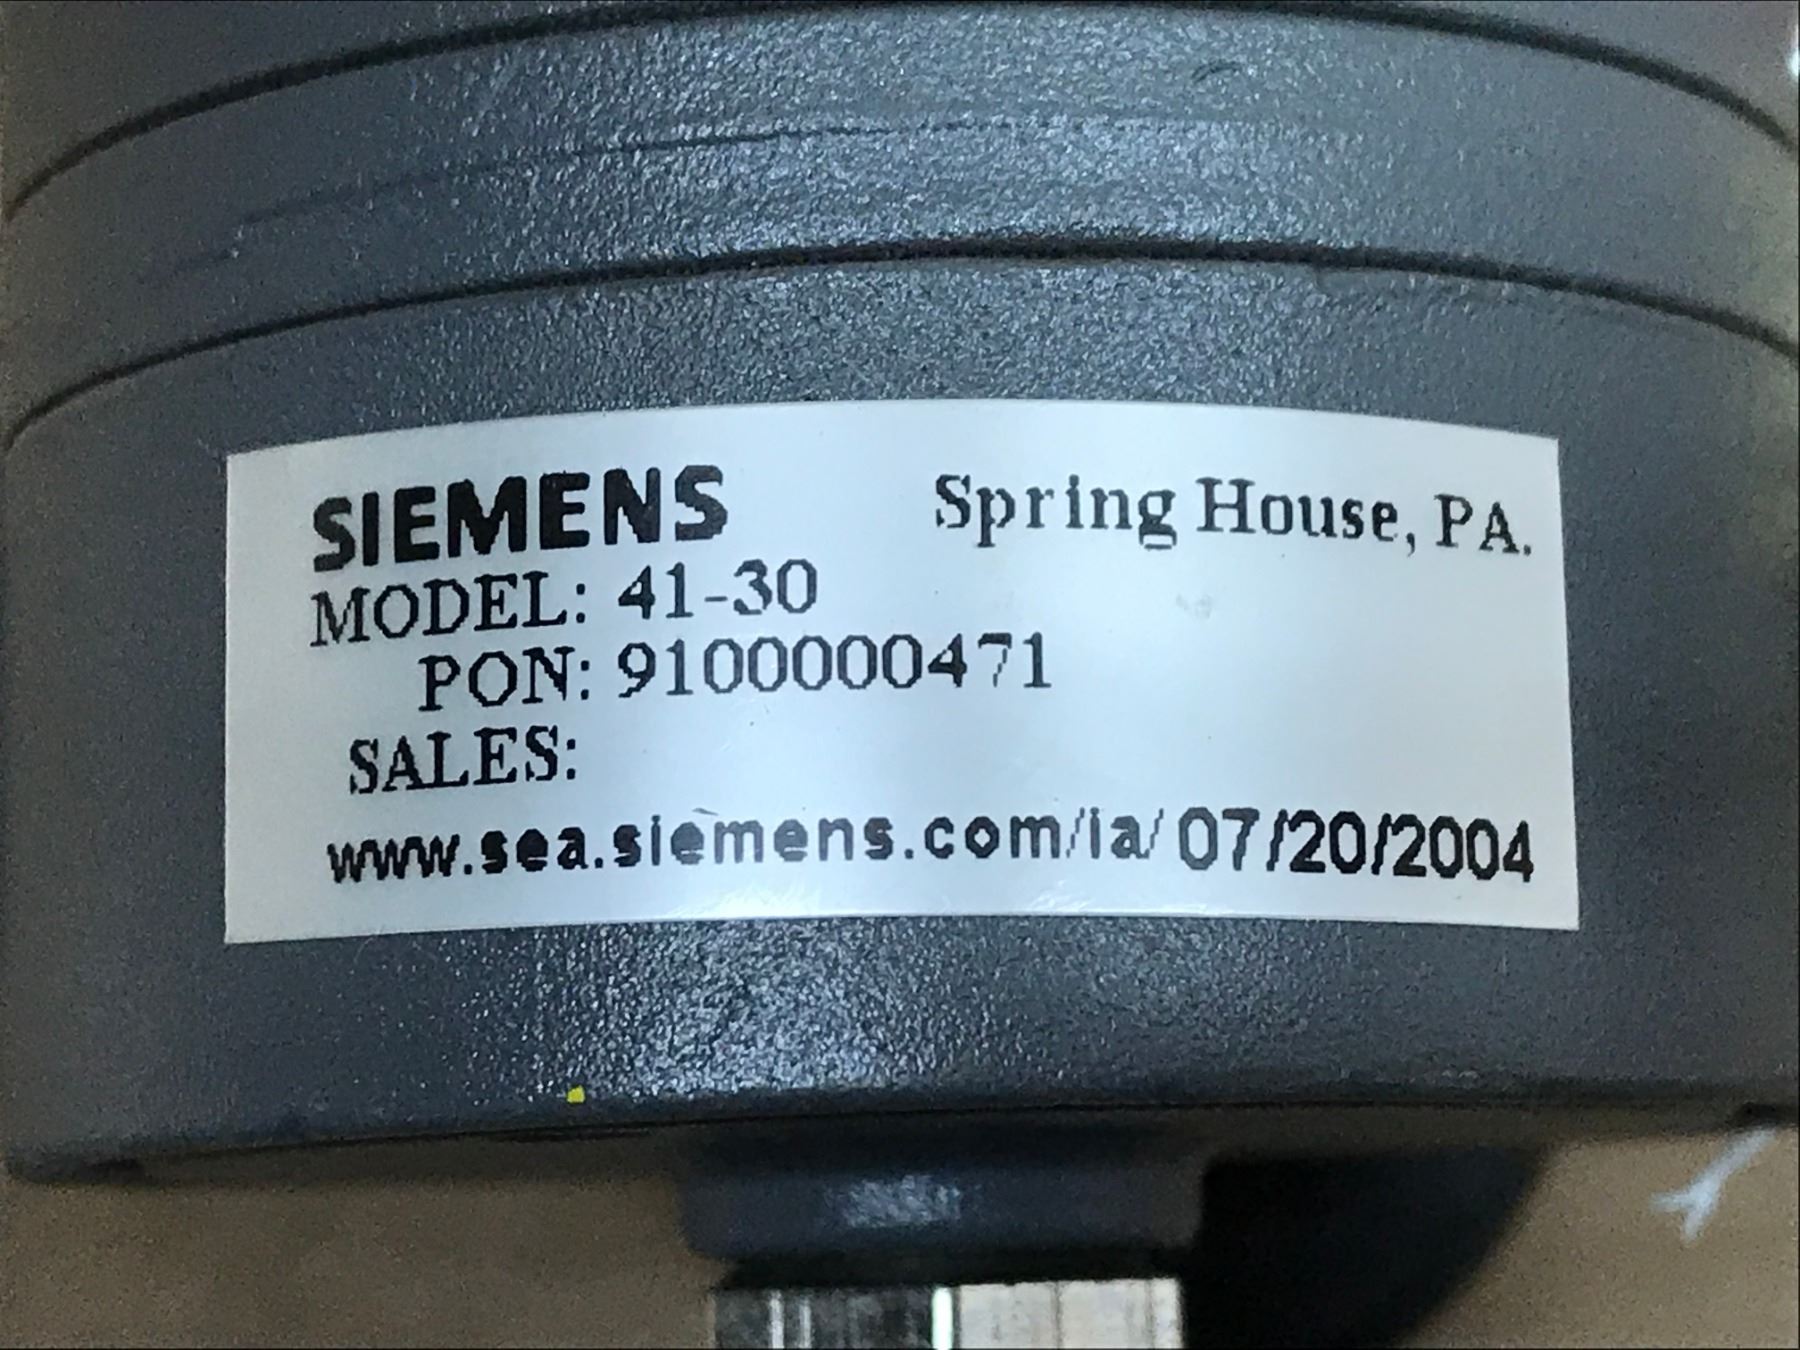 SIEMENS Spring House, PA.
MODEL: 41-30
PON: 9100000471
SALES:
www.sea.siemens.com/ia/ 07/20/2004